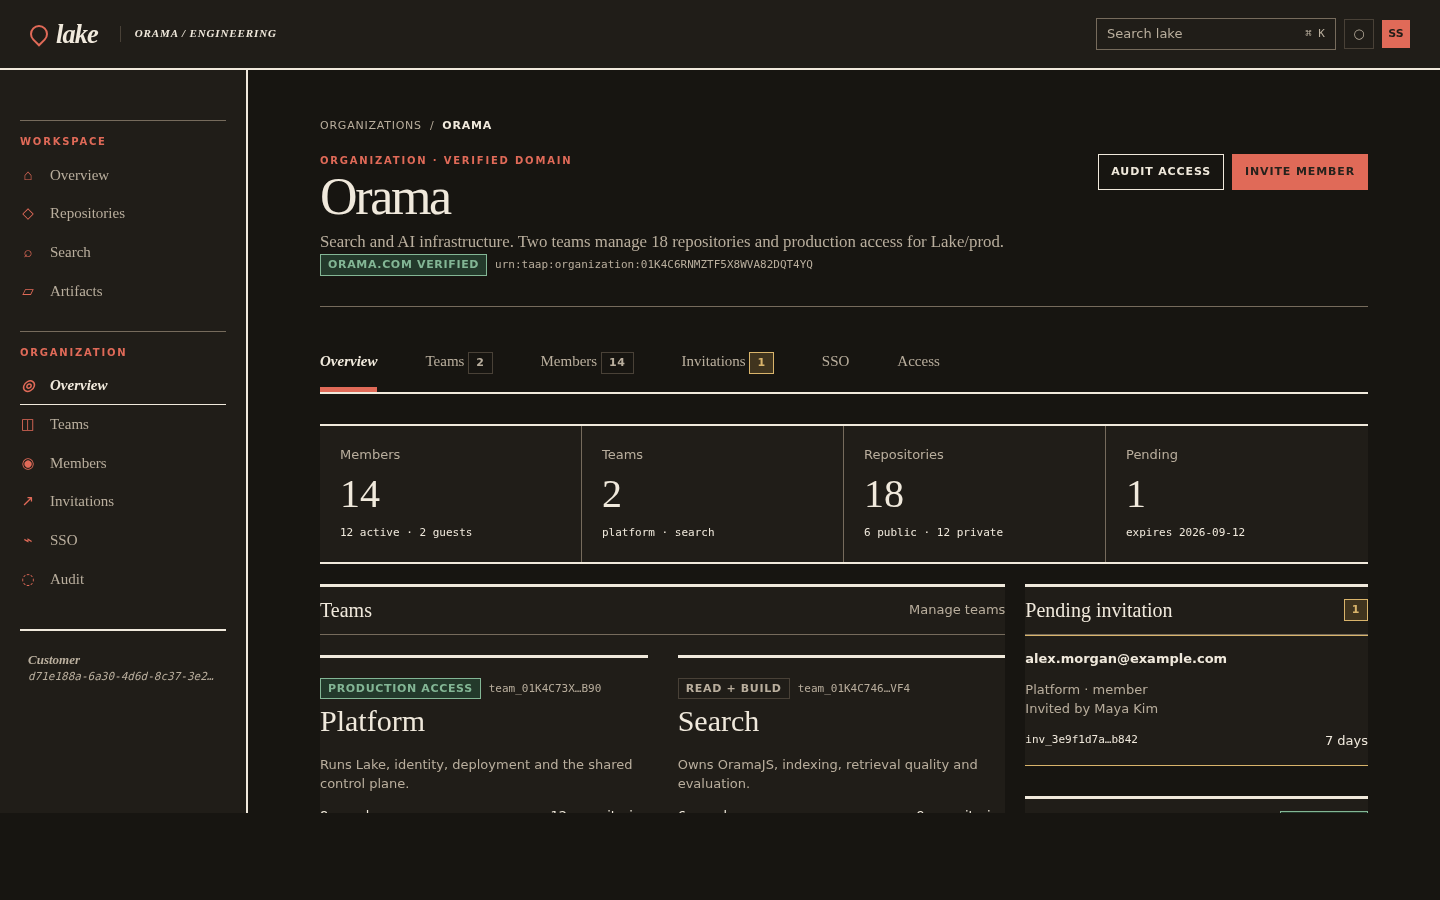 lake
ORAMA / ENGINEERING
Search lake
⌘ K
SS
WORKSPACE
Overview
Repositories
Search
Artifacts
ORGANIZATION
Overview
Teams
Members
Invitations
SSO
Audit
Customer
d71e188a-6a30-4d6d-8c37-3e2…
ORGANIZATIONS / ORAMA
ORGANIZATION · VERIFIED DOMAIN
AUDIT ACCESS
INVITE MEMBER
Orama
Search and AI infrastructure. Two teams manage 18 repositories and production access for Lake/prod.
ORAMA.COM VERIFIED urn:taap:organization:01K4C6RNMZTF5X8WVA82DQT4YQ
Overview
Teams 2
Members 14
Invitations 1
SSO
Access
Members
14
12 active · 2 guests
Teams
2
platform · search
Repositories
18
6 public · 12 private
Pending
1
expires 2026-09-12
Teams
Manage teams
PRODUCTION ACCESS team_01K4C73X…B90
Platform
Runs Lake, identity, deployment and the shared
control plane.
READ + BUILD team_01K4C746…VF4
Search
Owns OramaJS, indexing, retrieval quality and
evaluation.
Pending invitation
1
alex.morgan@example.com
Platform · member
Invited by Maya Kim
inv_3e9f1d7a…b842
7 days